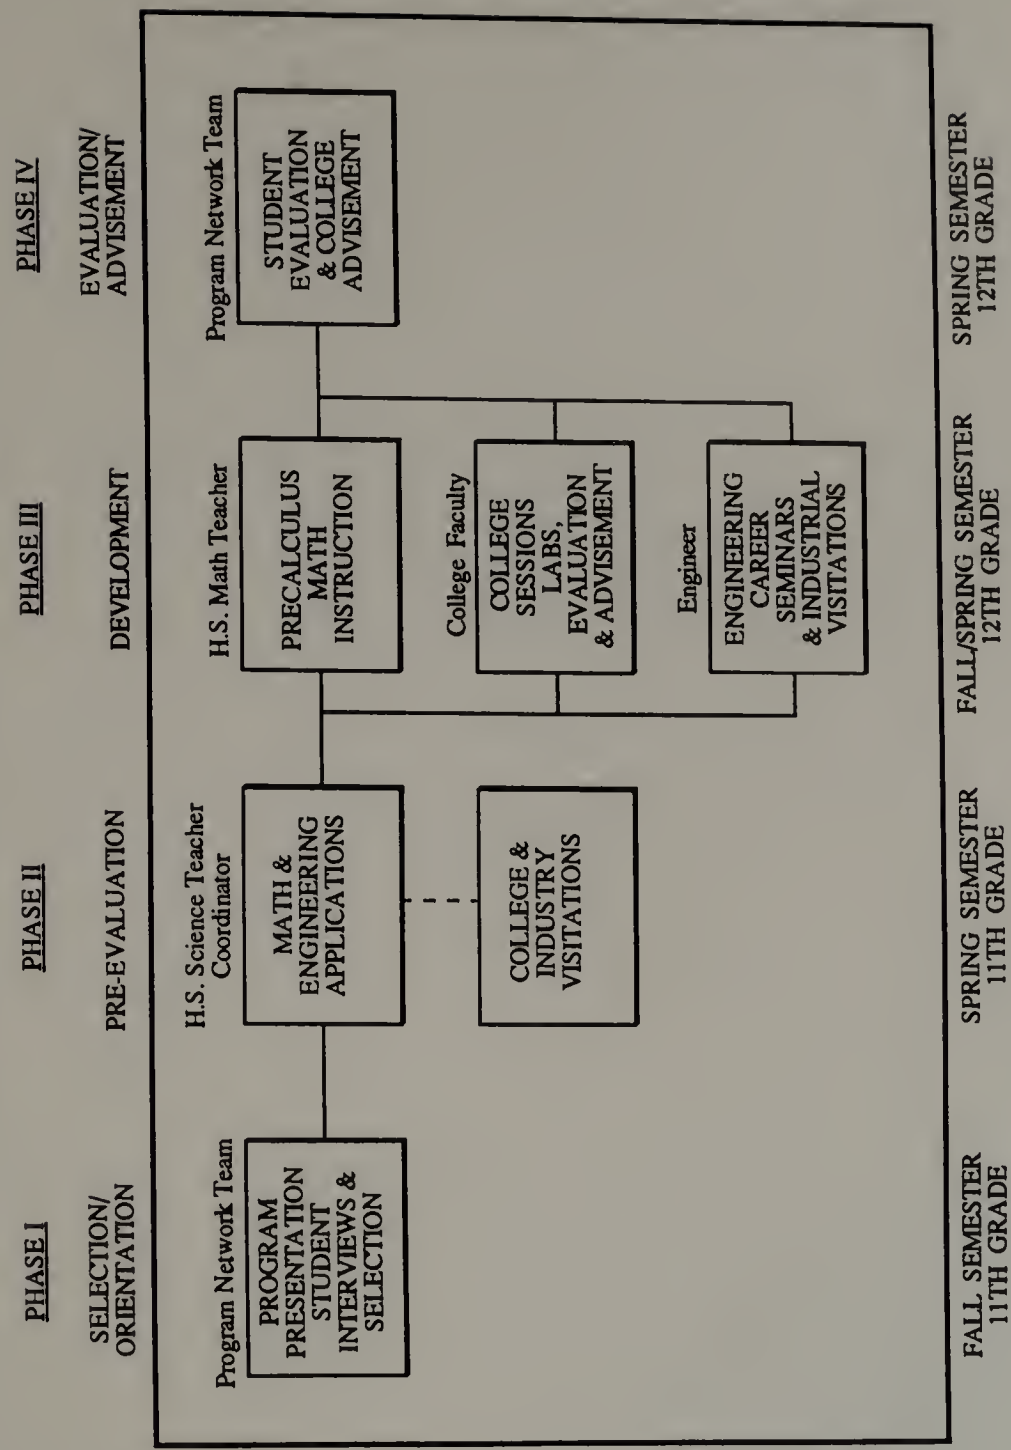 PHASE I
SELECTION/
ORIENTATION
Program Network Team
PROGRAM
PRESENTATION
STUDENT
INTERVIEWS &
SELECTION
FALL SEMESTER
11TH GRADE
PHASE II
PRE-EVALUATION
H.S. Science Teacher
Coordinator
MATH &
ENGINEERING
APPLICATIONS
COLLEGE &
INDUSTRY
VISITATIONS
SPRING SEMESTER
11TH GRADE
PHASE III
DEVELOPMENT
H.S. Math Teacher
PRECALCULUS
MATH
INSTRUCTION
College Faculty
COLLEGE
SESSIONS
LABS,
EVALUATION
& ADVISEMENT
Engineer
ENGINEERING
CAREER
SEMINARS
& INDUSTRIAL
VISITATIONS
FALL/SPRING SEMESTER
12TH GRADE
PHASE IV
EVALUATION/
ADVISEMENT
Program Network Team
STUDENT
EVALUATION
& COLLEGE
ADVISEMENT
SPRING SEMESTER
12TH GRADE